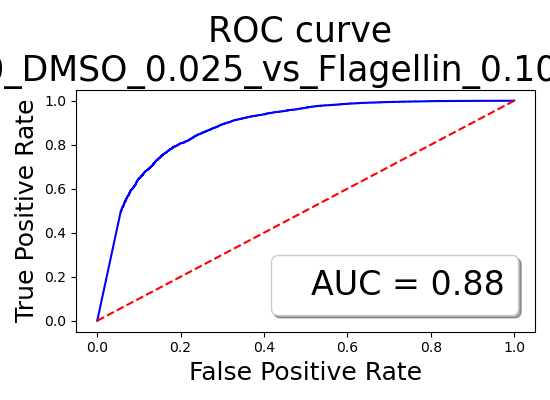 ROC curve
0_DMSO_0.025_vs_Flagellin_0.10
True Positive Rate
1.0
0.8
0.6
0.4
0.2
0.0
AUC = 0.88
0.0 0.2 0.4 0.6 0.8 1.0
False Positive Rate